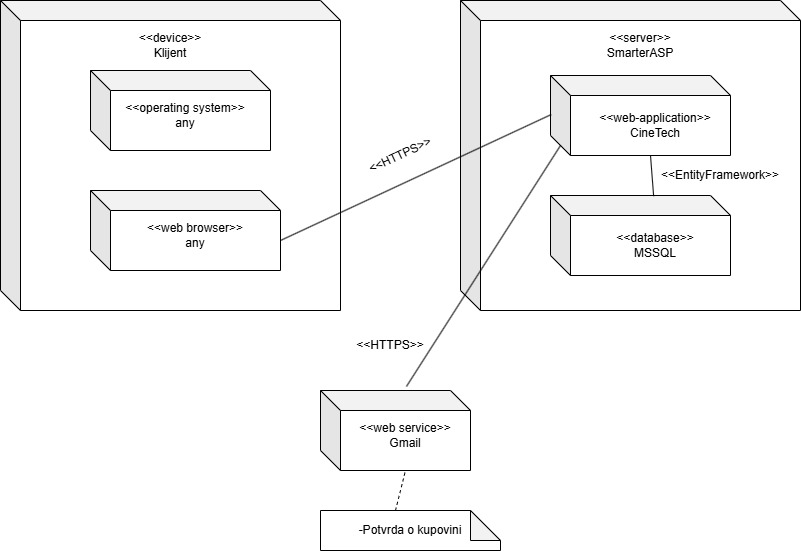 <<device>>
Klijent
<<operating system>>
any
<<web browser>>
any
<<HTTPS>>
<<server>>
SmarterASP
<<web-application>>
CineTech
<<EntityFramework>>
<<database>>
MSSQL
<<HTTPS>>
<<web service>>
Gmail
-Potvrda o kupovini